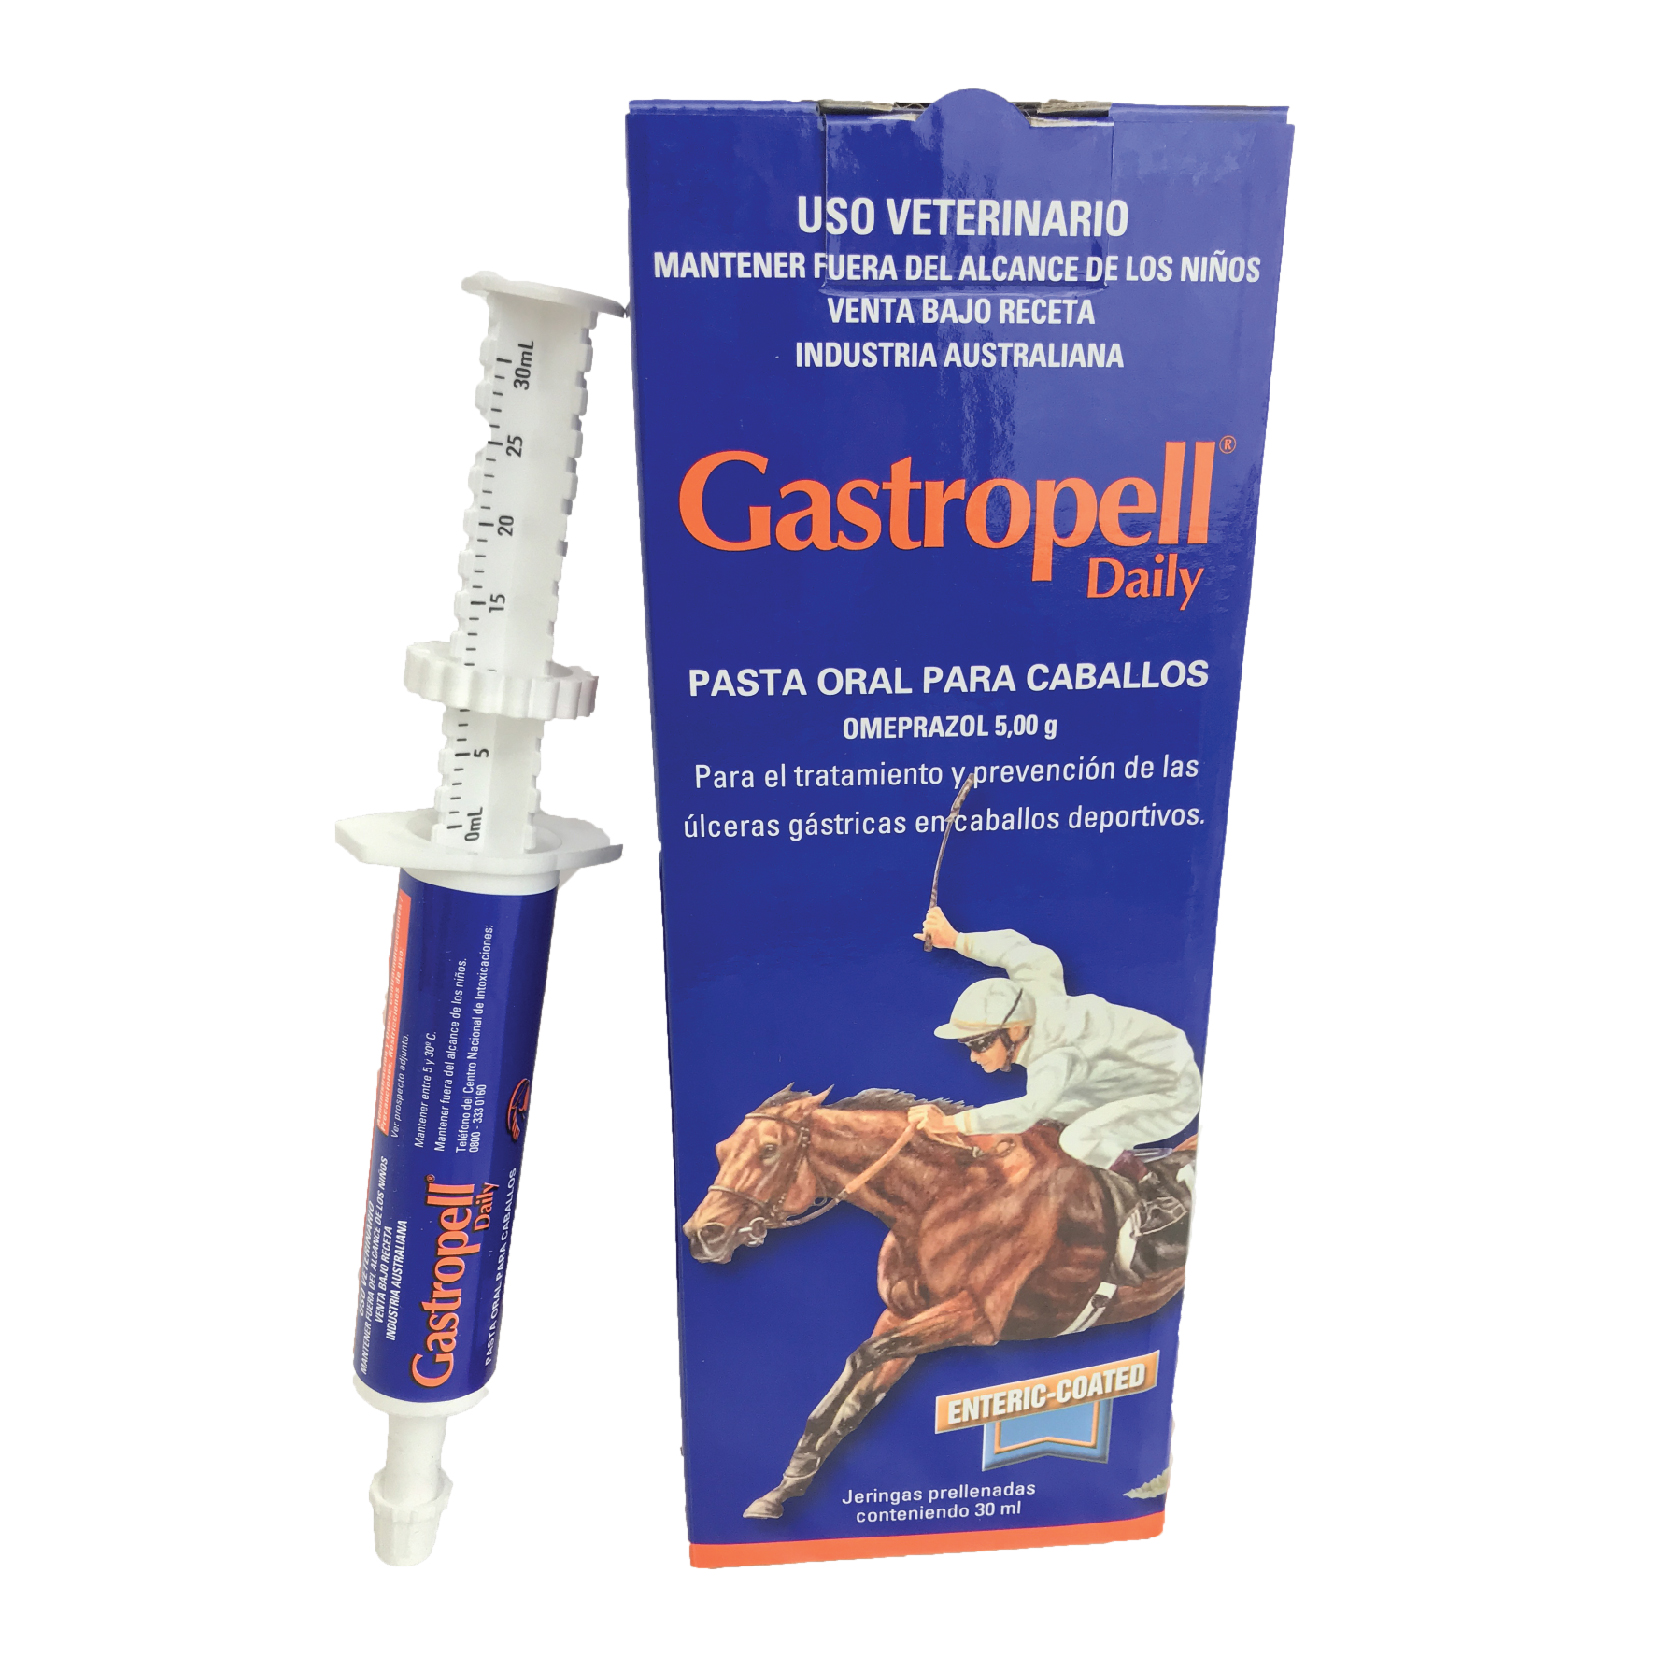 USO VETERINARIO
MANTENER FUERA DEL ALCANCE DE LOS NIÑOS
VENTA BAJO RECETA
INDUSTRIA AUSTRALIANA
Gastropell®
Daily
PASTA ORAL PARA CABALLOS
OMEPRAZOL 5,00 g
Para el tratamiento y prevención de las
úlceras gástricas en caballos deportivos.
ENTERIC-COATED
Jeringas prellenadas
conteniendo 30 ml
30mL
25
20
15
5
0mL
Ver prospecto adjunto.
Mantener entre 5 y 30ºC.
Mantener fuera del alcance de los niños.
Teléfono del Centro Nacional de Intoxicaciones:
0800 - 333 0160
USO VETERINARIO
MANTENER FUERA DEL ALCANCE DE LOS NIÑOS
VENTA BAJO RECETA
INDUSTRIA AUSTRALIANA
Gastropell®
Daily
PASTA ORAL PARA CABALLOS